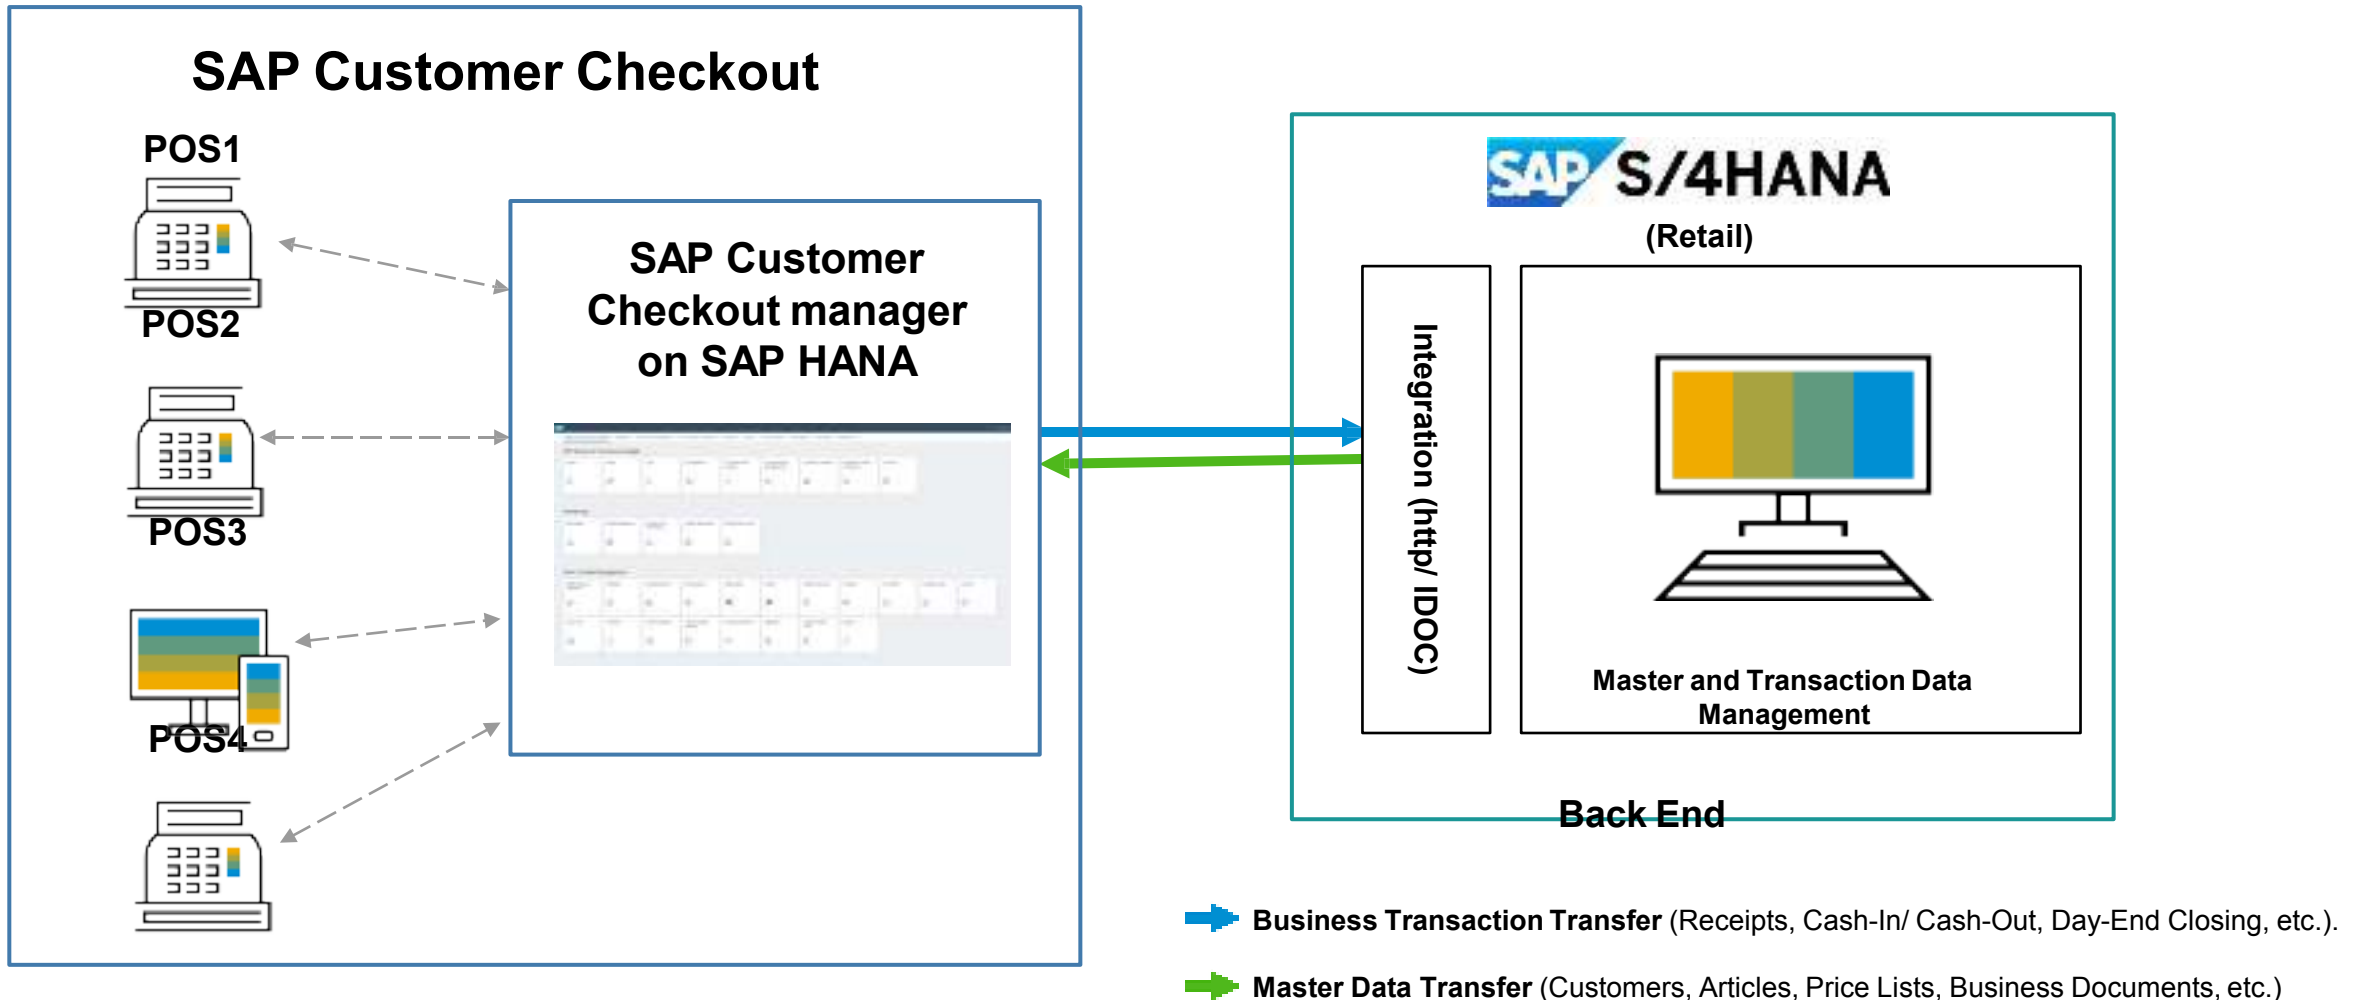 SAP Customer Checkout
POS1
POS2
POS3
POS4
SAP Customer
Checkout manager
on SAP HANA
SAP S/4HANA
(Retail)
Integration (http/ IDOC)
Master and Transaction Data
Management
Back End
Business Transaction Transfer (Receipts, Cash-In/ Cash-Out, Day-End Closing, etc.).
Master Data Transfer (Customers, Articles, Price Lists, Business Documents, etc.)